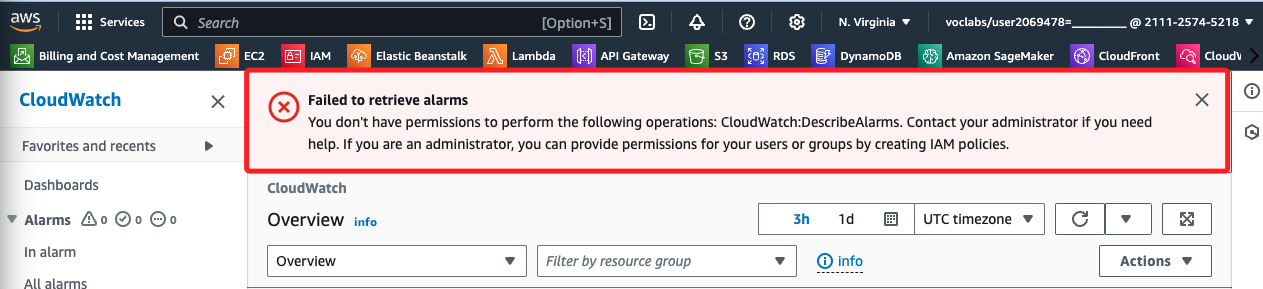 aws
Services
Search
[Option+S]
N. Virginia
voclabs/user2069478=________ @ 2111-2574-5218
Billing and Cost Management
EC2
IAM
Elastic Beanstalk
Lambda
API Gateway
S3
RDS
DynamoDB
Amazon SageMaker
CloudFront
CloudV
CloudWatch
Favorites and recents
Dashboards
Alarms 0 0 0
In alarm
All alarms
Failed to retrieve alarms
You don't have permissions to perform the following operations: CloudWatch:DescribeAlarms. Contact your administrator if you need
help. If you are an administrator, you can provide permissions for your users or groups by creating IAM policies.
CloudWatch
Overview info
3h 1d
UTC timezone
Overview
Filter by resource group
info
Actions